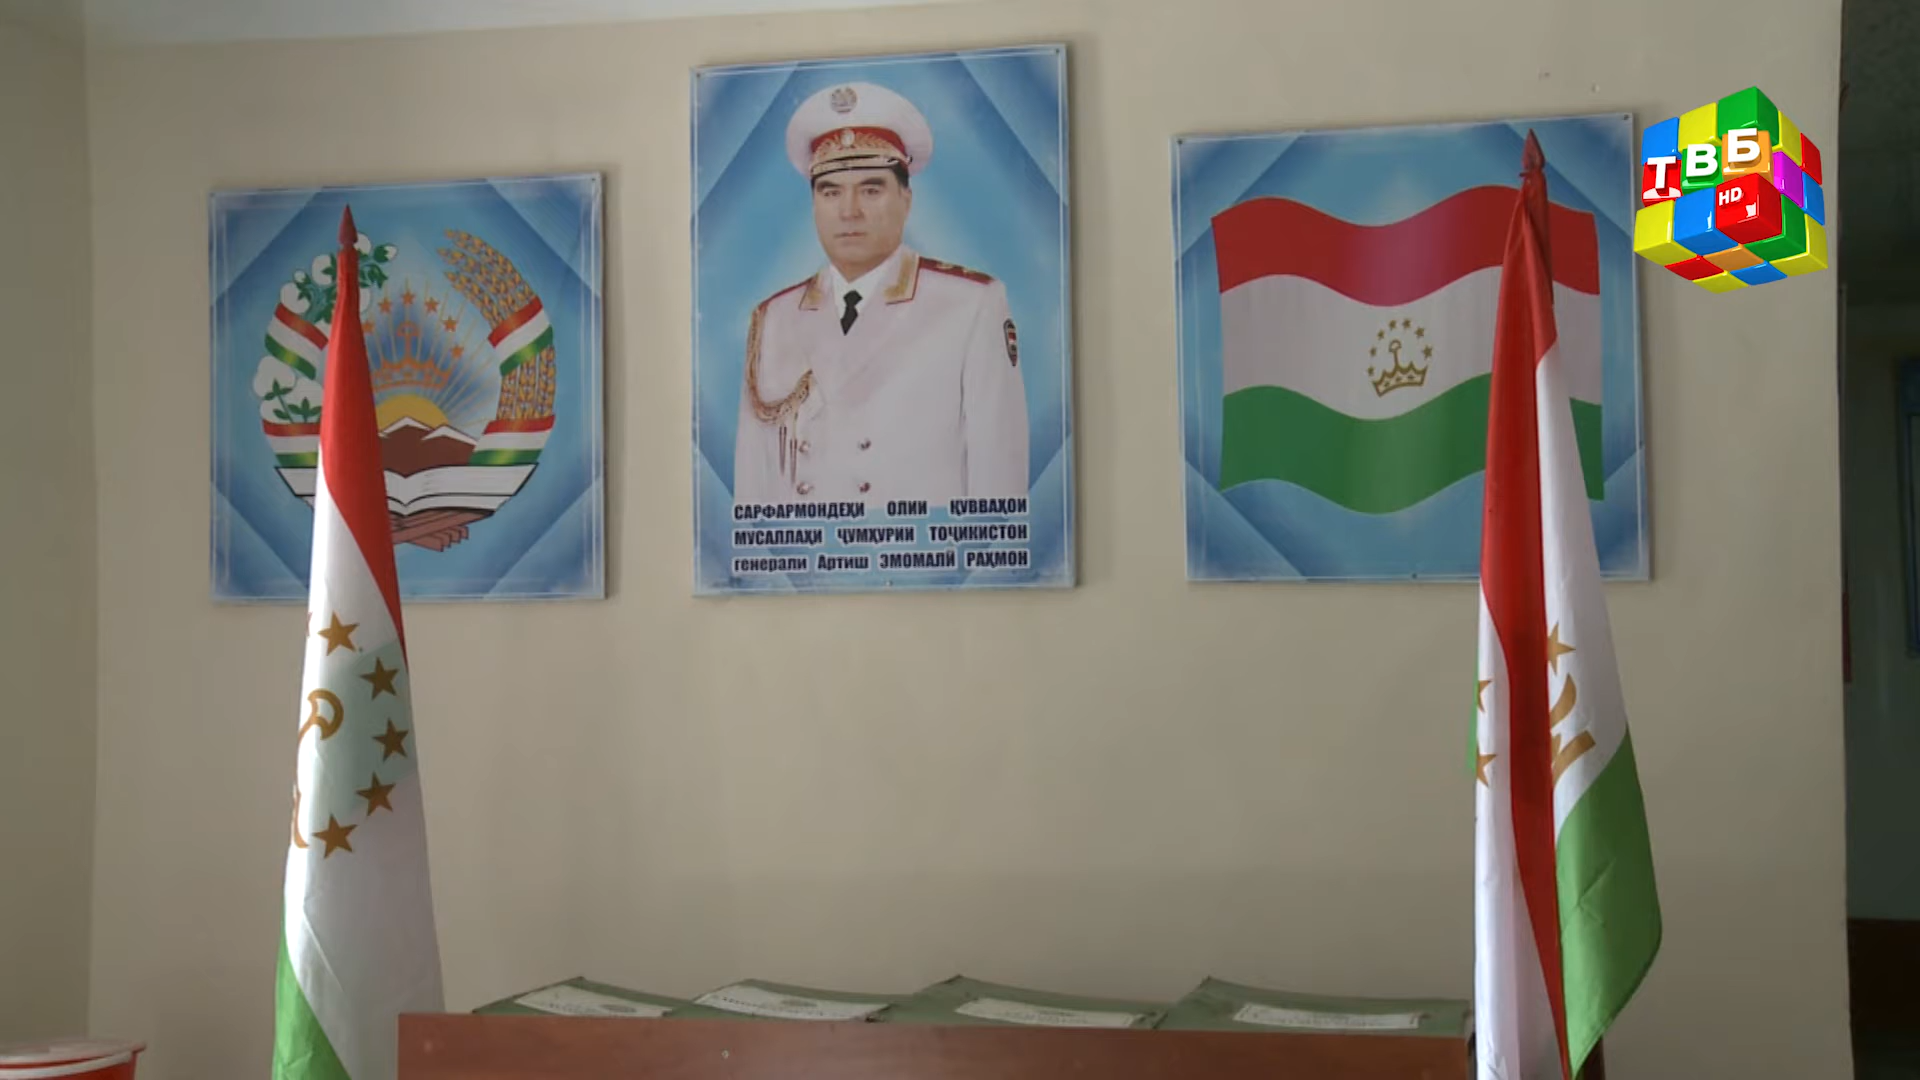 САРФАРМОНДЕҲИ ОЛИИ ҚУВВАҲОИ
МУСАЛЛАҲИ ҶУМҲУРИИ ТОҶИКИСТОН
генерали Артиш ЭМОМАЛӢ РАҲМОН
ТВБ
HD